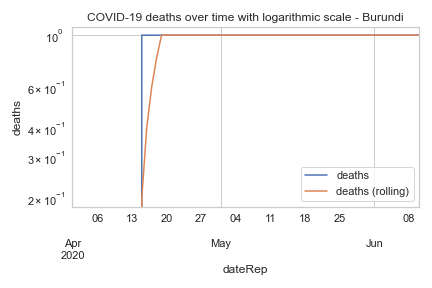 COVID-19 deaths over time with logarithmic scale - Burundi
10⁰
6 × 10⁻¹
4 × 10⁻¹
3 × 10⁻¹
2 × 10⁻¹
deaths
deaths
deaths (rolling)
06 13 20 27 04 11 18 25 08
Apr May Jun
2020
dateRep